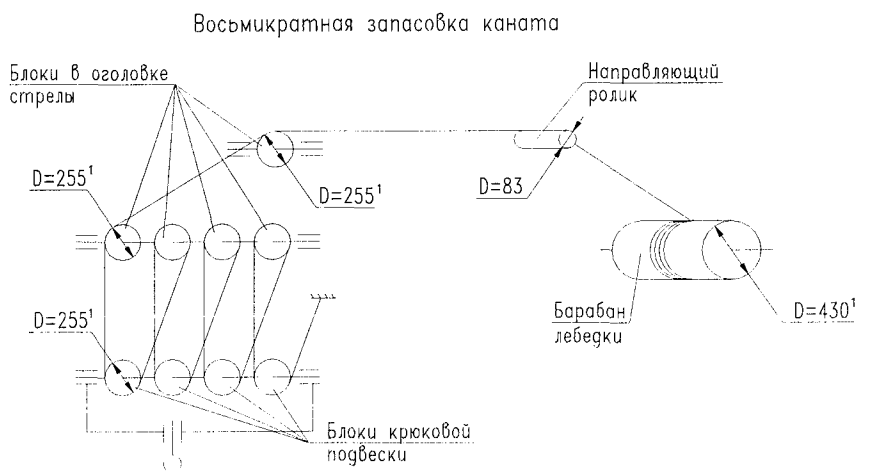 Восьмикратная запасовка каната
Блоки в оголовке
стрелы
Направляющий
ролик
D=255¹
D=255¹
D=83
D=255¹
Барабан
лебедки
D=430¹
Блоки крюковой
подвески